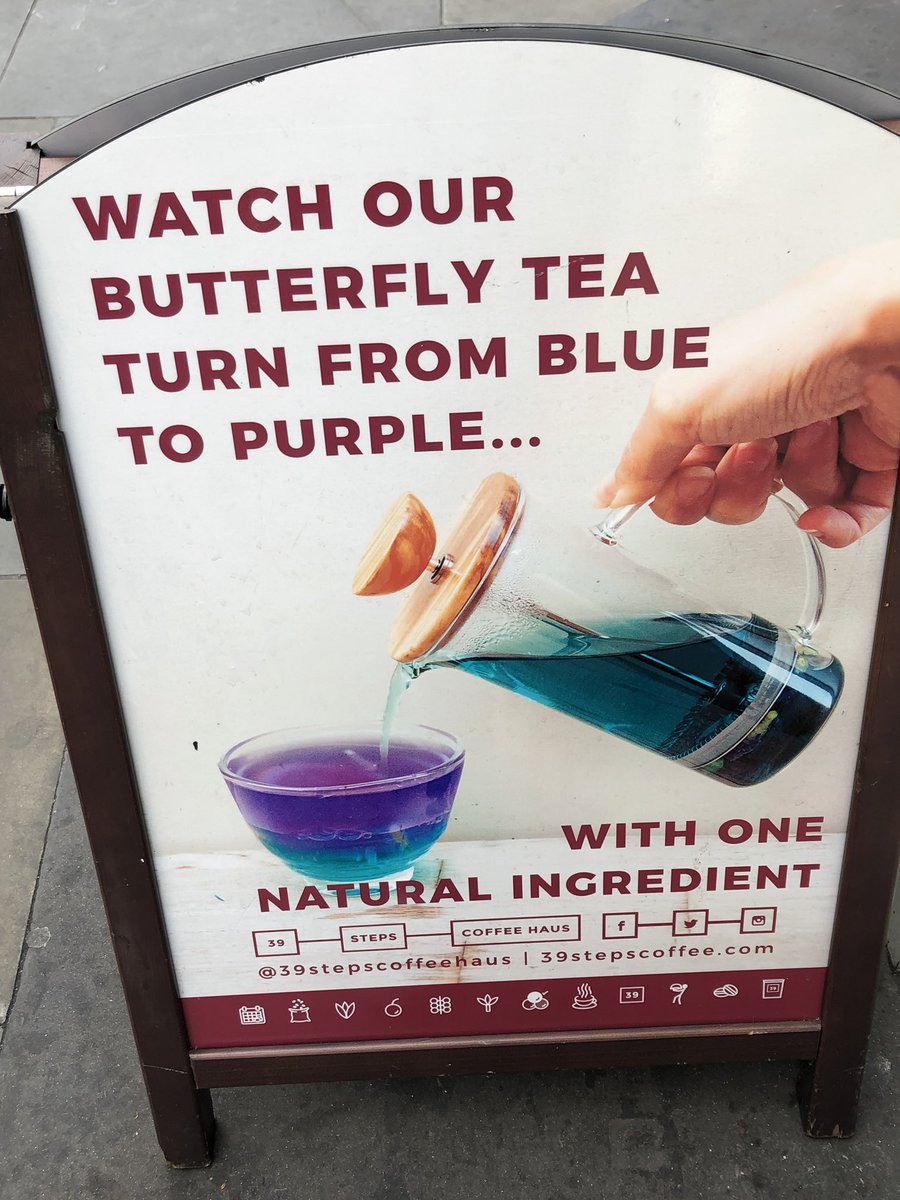 WATCH OUR
BUTTERFLY TEA
TURN FROM BLUE
TO PURPLE...
WITH ONE
NATURAL INGREDIENT
39 STEPS COFFEE HAUS f
@39stepscoffeehaus | 39stepscoffee.com
39 39